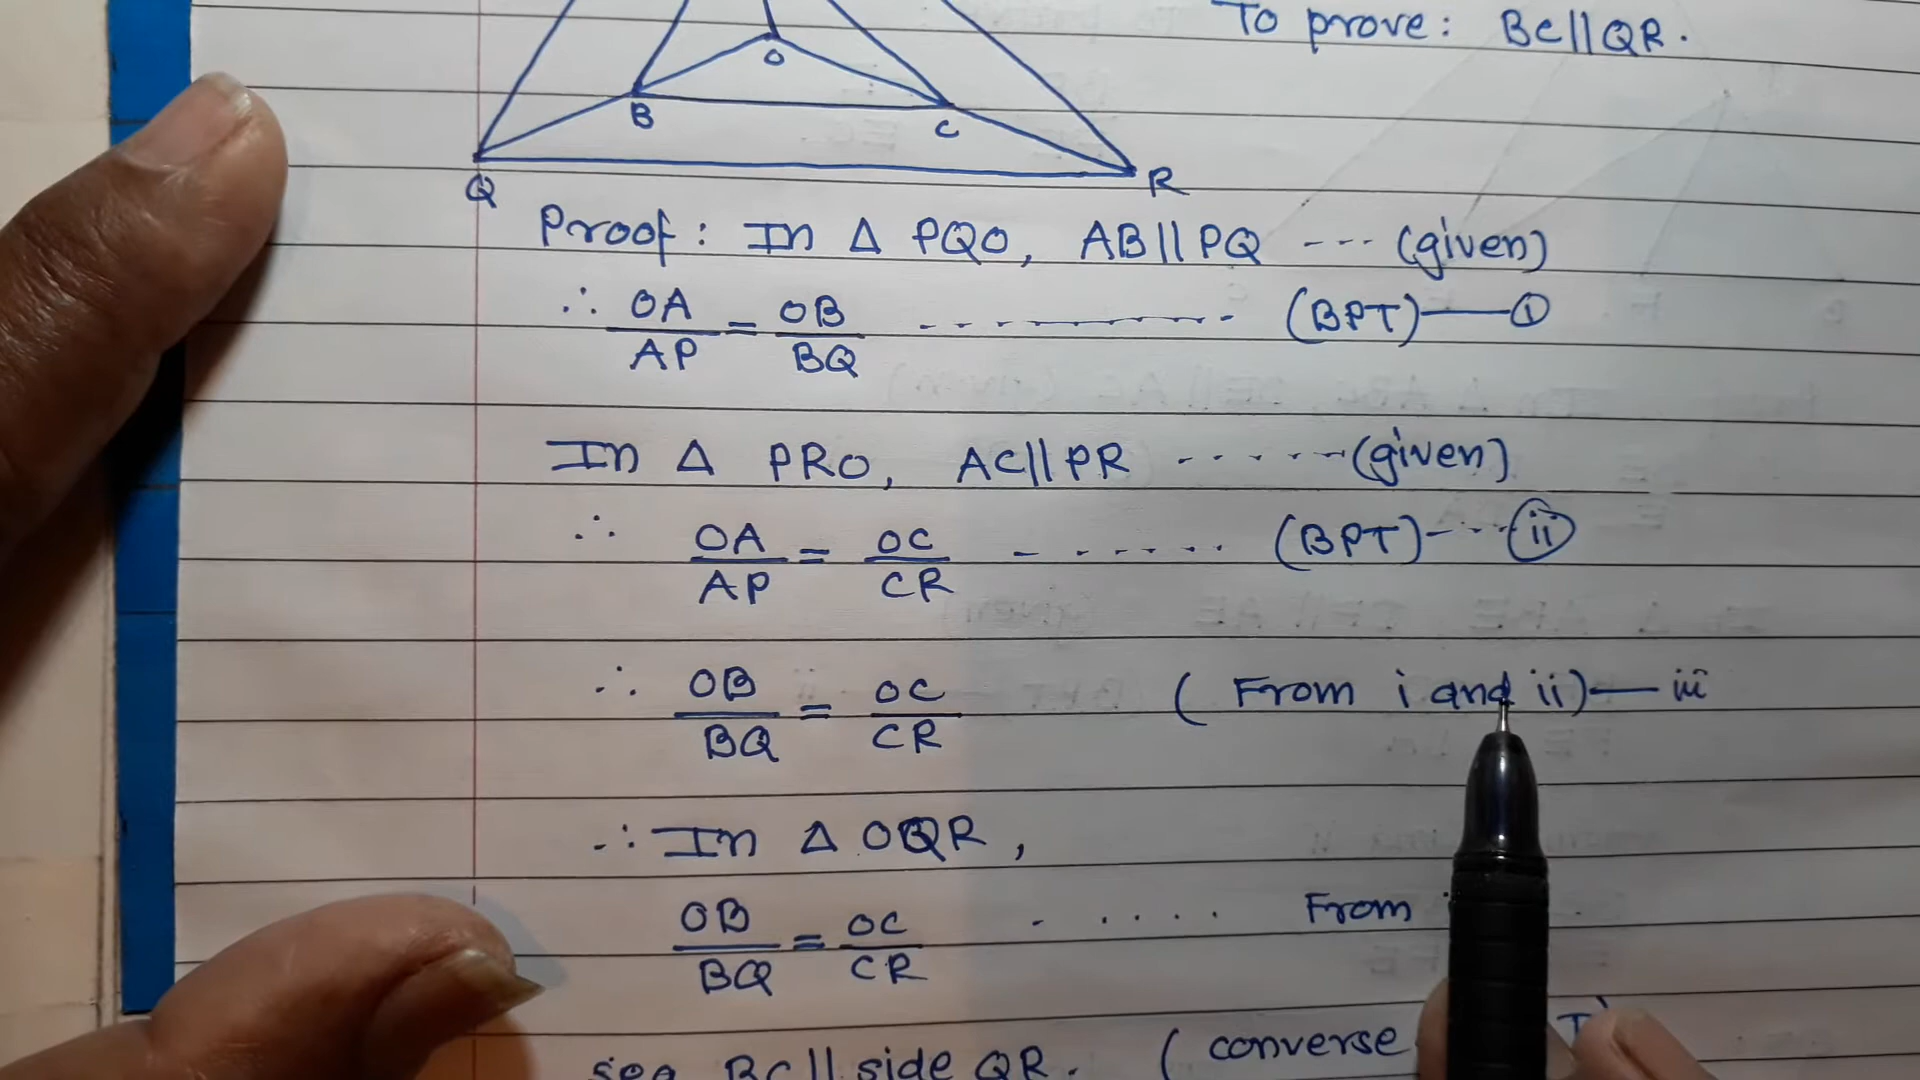 To prove: BC||QR.
O
B
C
Q
R
Proof: In Δ PQO, AB||PQ --- (given)
∴ OA/AP = OB/BQ ---------- (BPT)—①
In Δ PRO, AC||PR ------(given)
∴ OA/AP = OC/CR ------ (BPT)---ⓘⓘ
∴ OB/BQ = OC/CR ( From i and ii)— iii
∴ In Δ OQR,
OB/BQ = OC/CR - .... From
seg BC|| side QR. ( converse